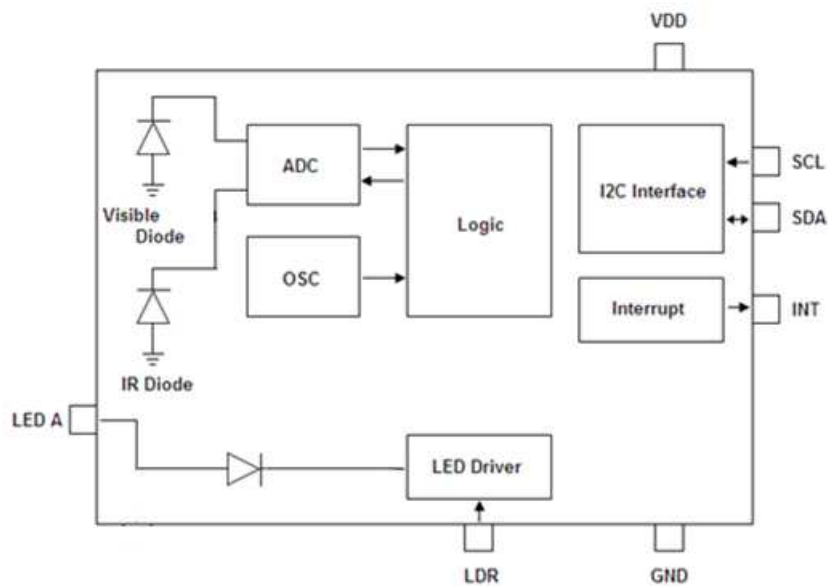 VDD
SCL
ADC
I2C Interface
Visible
Diode
Logic
SDA
OSC
Interrupt
INT
IR Diode
LED A
LED Driver
LDR
GND